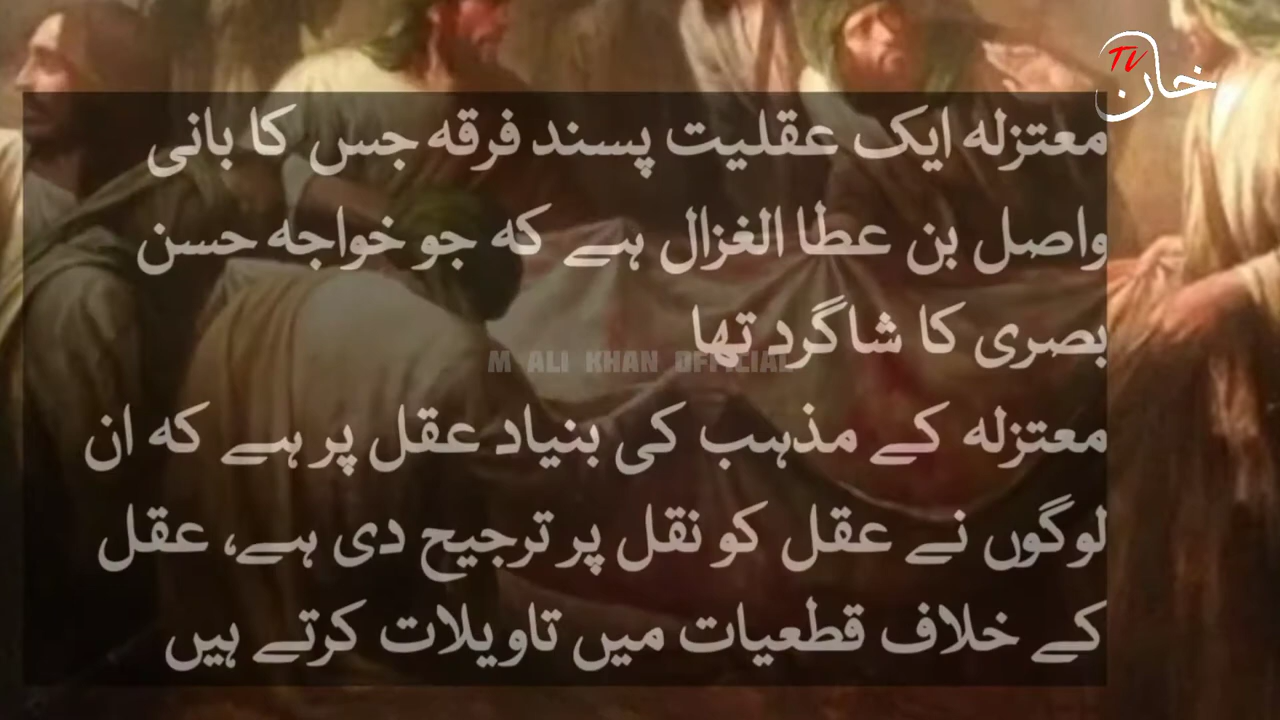 TV خان
معتزلہ ایک عقلیت پسند فرقہ جس کا بانی
واصل بن عطا الغزال ہے کہ جو خواجہ حسن
بصری کا شاگرد تھا
M ALI KHAN OFFICIAL
معتزلہ کے مذہب کی بنیاد عقل پر ہے کہ ان
لوگوں نے عقل کو نقل پر ترجیح دی ہے، عقل
کے خلاف قطعیات میں تاویلات کرتے ہیں